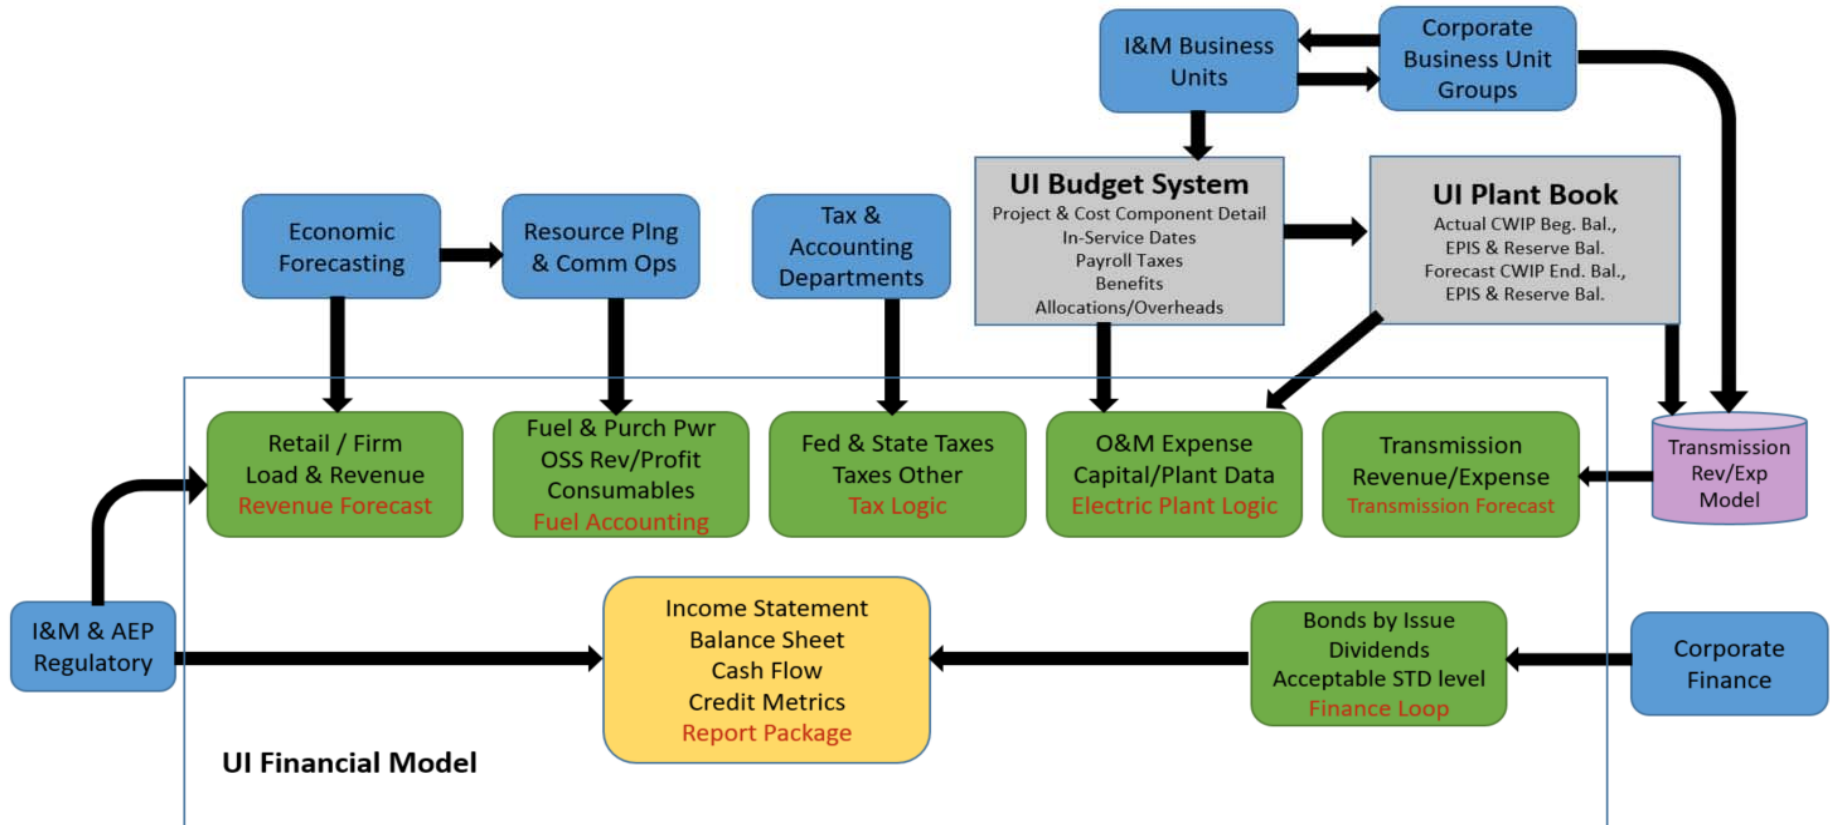 I&M Business
Units
Corporate
Business Unit
Groups
UI Budget System
Project & Cost Component Detail
In-Service Dates
Payroll Taxes
Benefits
Allocations/Overheads
UI Plant Book
Actual CWIP Beg. Bal.,
EPIS & Reserve Bal.
Forecast CWIP End. Bal.,
EPIS & Reserve Bal.
Economic
Forecasting
Resource Plng
& Comm Ops
Tax &
Accounting
Departments
Retail / Firm
Load & Revenue
Revenue Forecast
Fuel & Purch Pwr
OSS Rev/Profit
Consumables
Fuel Accounting
Fed & State Taxes
Taxes Other
Tax Logic
O&M Expense
Capital/Plant Data
Electric Plant Logic
Transmission
Revenue/Expense
Transmission Forecast
Transmission
Rev/Exp
Model
I&M & AEP
Regulatory
Income Statement
Balance Sheet
Cash Flow
Credit Metrics
Report Package
Bonds by Issue
Dividends
Acceptable STD level
Finance Loop
Corporate
Finance
UI Financial Model